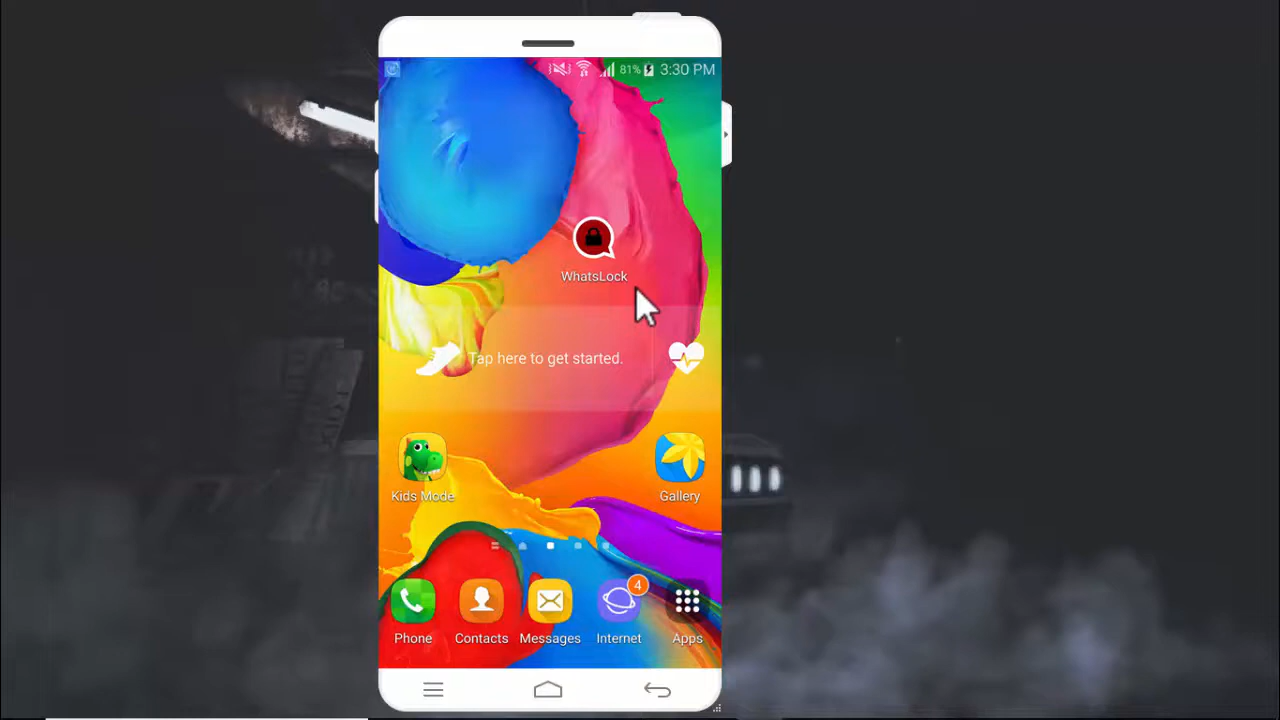 81% 3:30 PM
WhatsLock
Tap here to get started.
Kids Mode
Gallery
4
Phone
Contacts
Messages
Internet
Apps